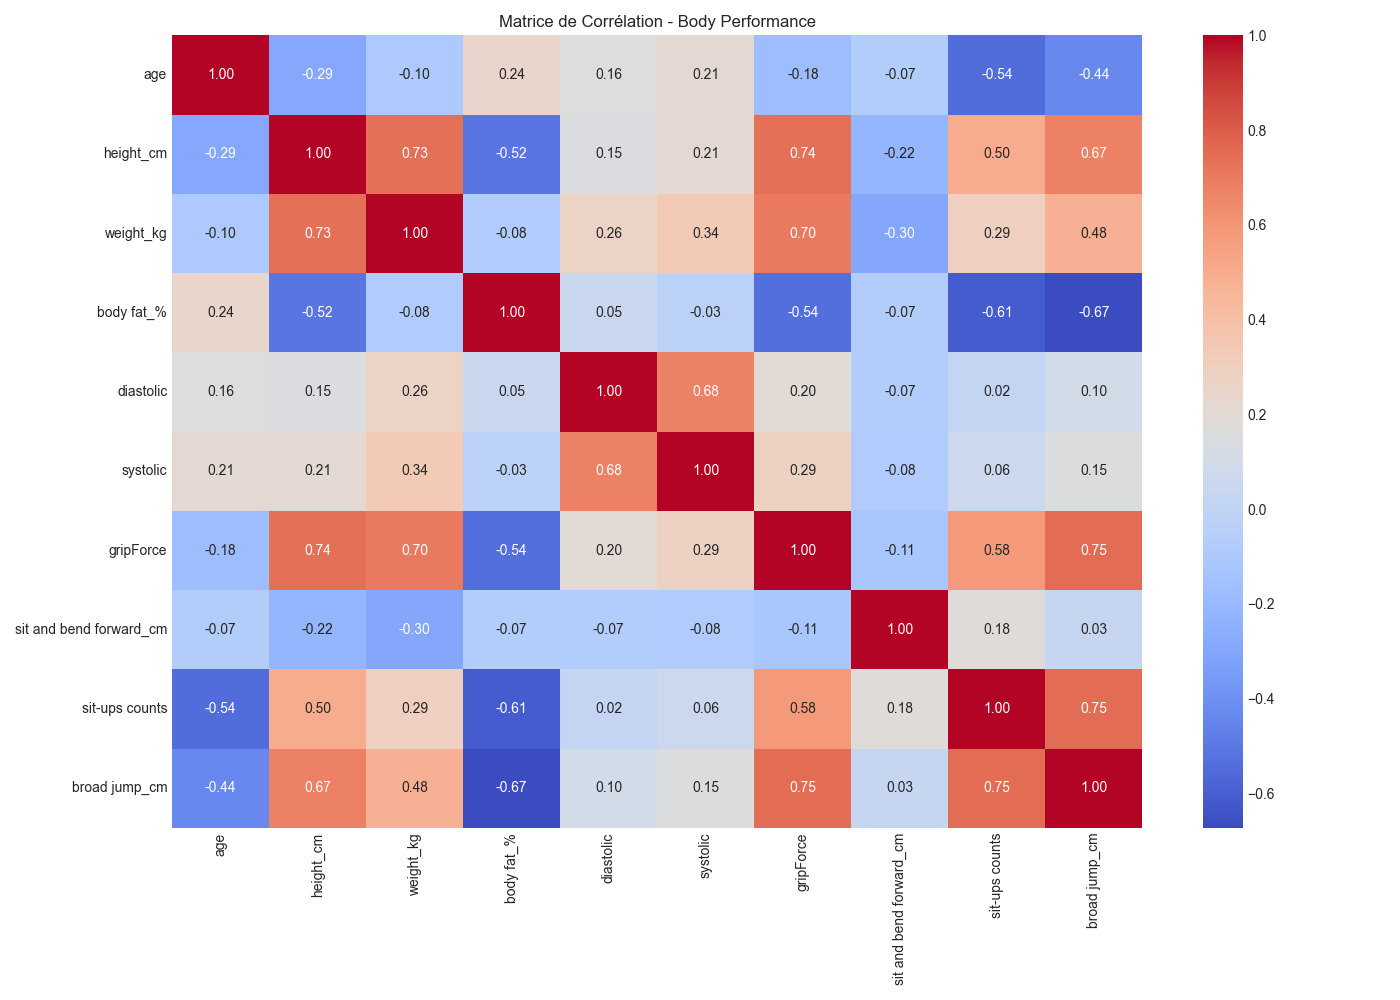 Matrice de Corrélation - Body Performance
age 1.00 -0.29 -0.10 0.24 0.16 0.21 -0.18 -0.07 -0.54 -0.44
height_cm -0.29 1.00 0.73 -0.52 0.15 0.21 0.74 -0.22 0.50 0.67
weight_kg -0.10 0.73 1.00 -0.08 0.26 0.34 0.70 -0.30 0.29 0.48
body fat_% 0.24 -0.52 -0.08 1.00 0.05 -0.03 -0.54 -0.07 -0.61 -0.67
diastolic 0.16 0.15 0.26 0.05 1.00 0.68 0.20 -0.07 0.02 0.10
systolic 0.21 0.21 0.34 -0.03 0.68 1.00 0.29 -0.08 0.06 0.15
gripForce -0.18 0.74 0.70 -0.54 0.20 0.29 1.00 -0.11 0.58 0.75
sit and bend forward_cm -0.07 -0.22 -0.30 -0.07 -0.07 -0.08 -0.11 1.00 0.18 0.03
sit-ups counts -0.54 0.50 0.29 -0.61 0.02 0.06 0.58 0.18 1.00 0.75
broad jump_cm -0.44 0.67 0.48 -0.67 0.10 0.15 0.75 0.03 0.75 1.00
age
height_cm
weight_kg
body fat_%
diastolic
systolic
gripForce
sit and bend forward_cm
sit-ups counts
broad jump_cm
1.0
0.8
0.6
0.4
0.2
0.0
−0.2
−0.4
−0.6